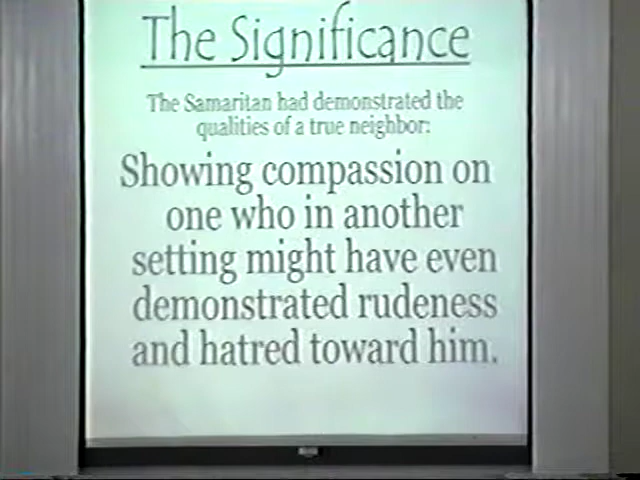 The Significance
The Samaritan had demonstrated the
qualities of a true neighbor:
Showing compassion on
one who in another
setting might have even
demonstrated rudeness
and hatred toward him.